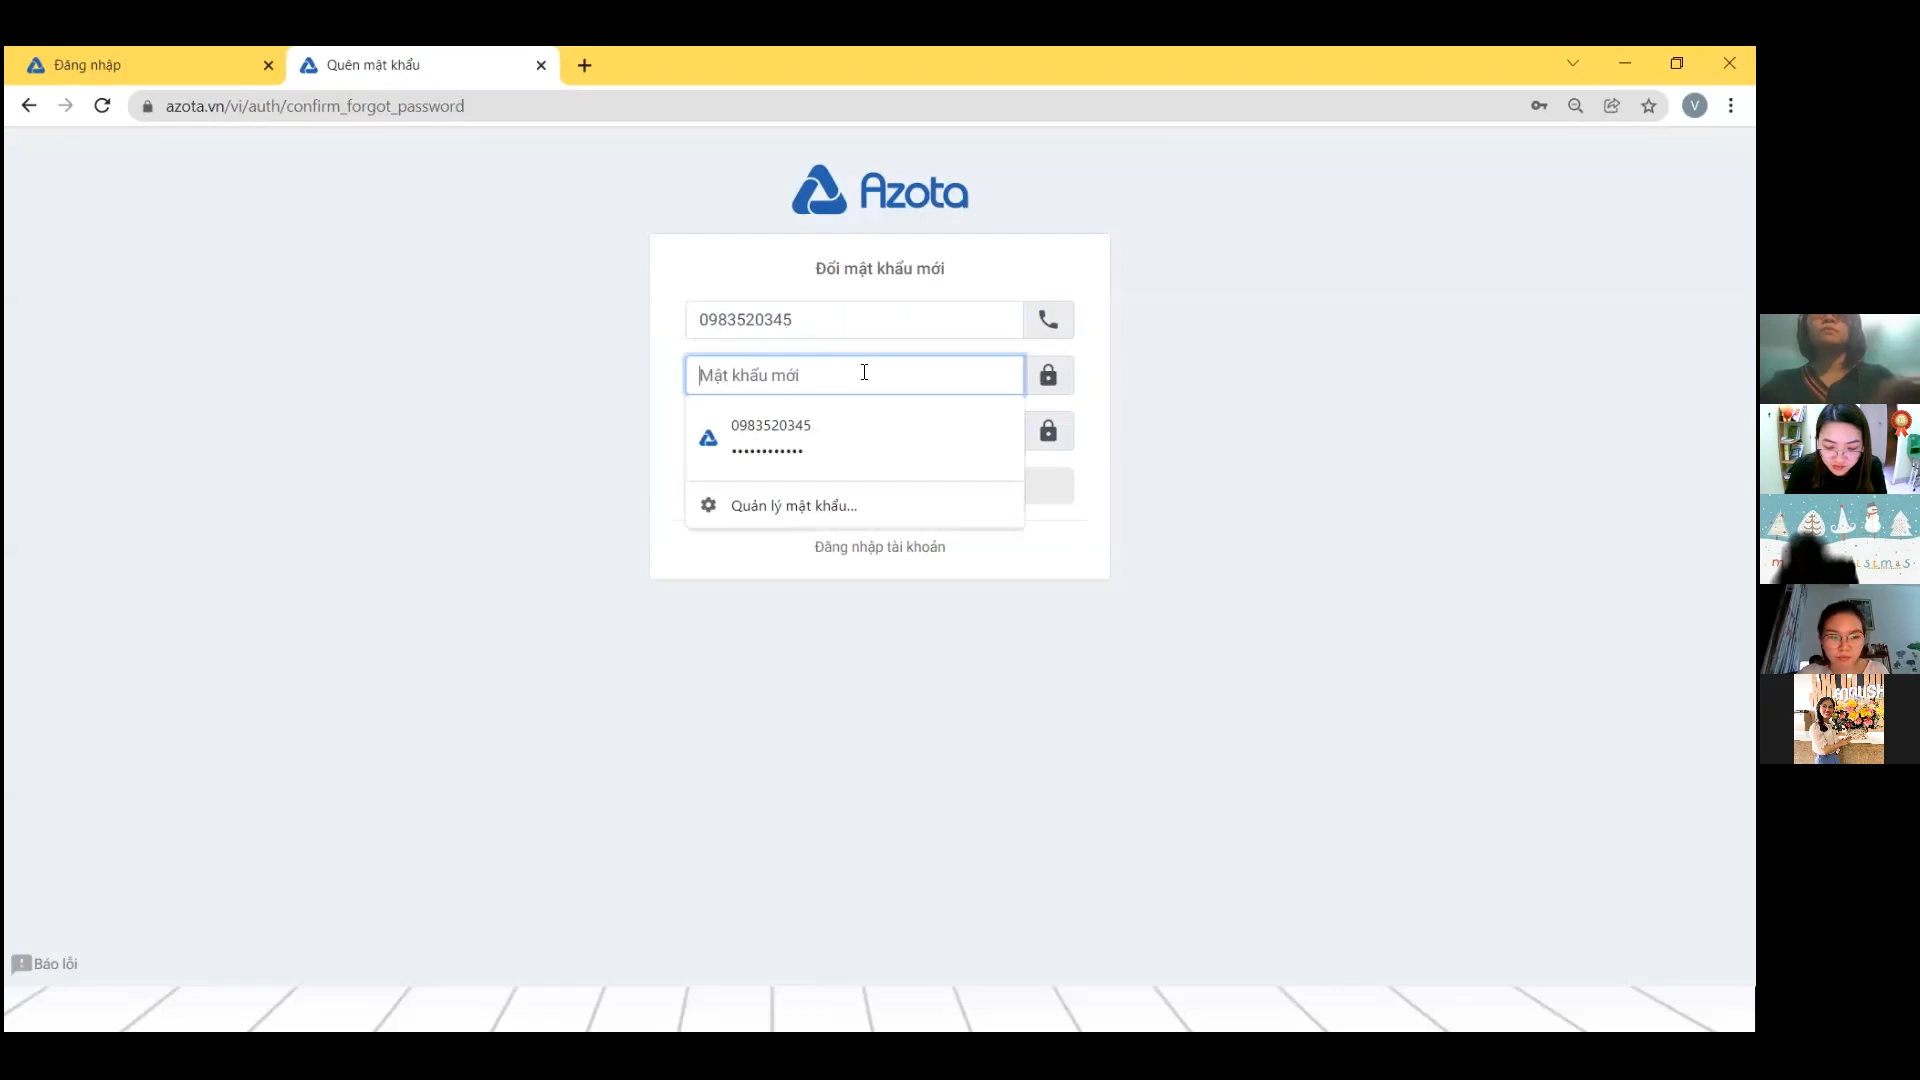 Đăng nhập
Quên mật khẩu
azota.vn/vi/auth/confirm_forgot_password
V
Azota
Đổi mật khẩu mới
0983520345
Mật khẩu mới
0983520345
••••••••••••
Quản lý mật khẩu...
Đăng nhập tài khoản
Báo lỗi